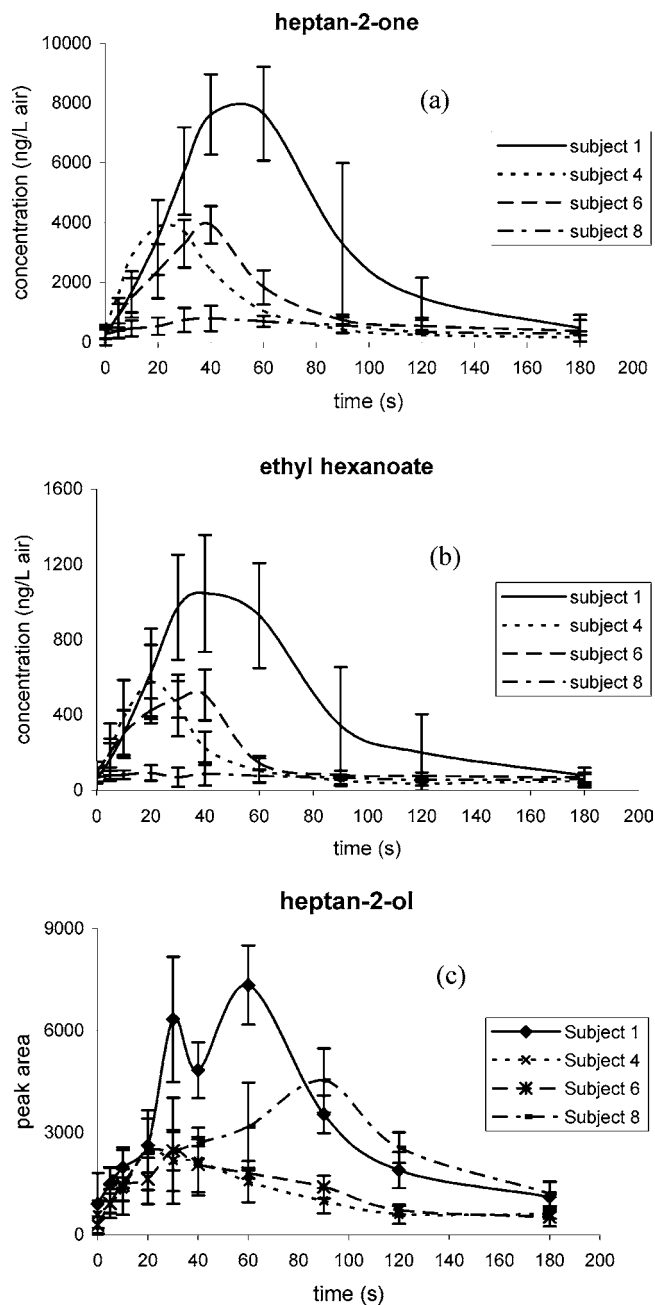 heptan-2-one
10000
8000
6000
4000
2000
0
concentration (ng/L air)
(a)
subject 1
subject 4
subject 6
subject 8
0 20 40 60 80 100 120 140 160 180 200
time (s)
ethyl hexanoate
1600
1200
800
400
0
concentration (ng/L air)
(b)
subject 1
subject 4
subject 6
subject 8
0 20 40 60 80 100 120 140 160 180 200
time (s)
heptan-2-ol
9000
6000
3000
0
peak area
(c)
Subject 1
Subject 4
Subject 6
Subject 8
0 20 40 60 80 100 120 140 160 180 200
time (s)